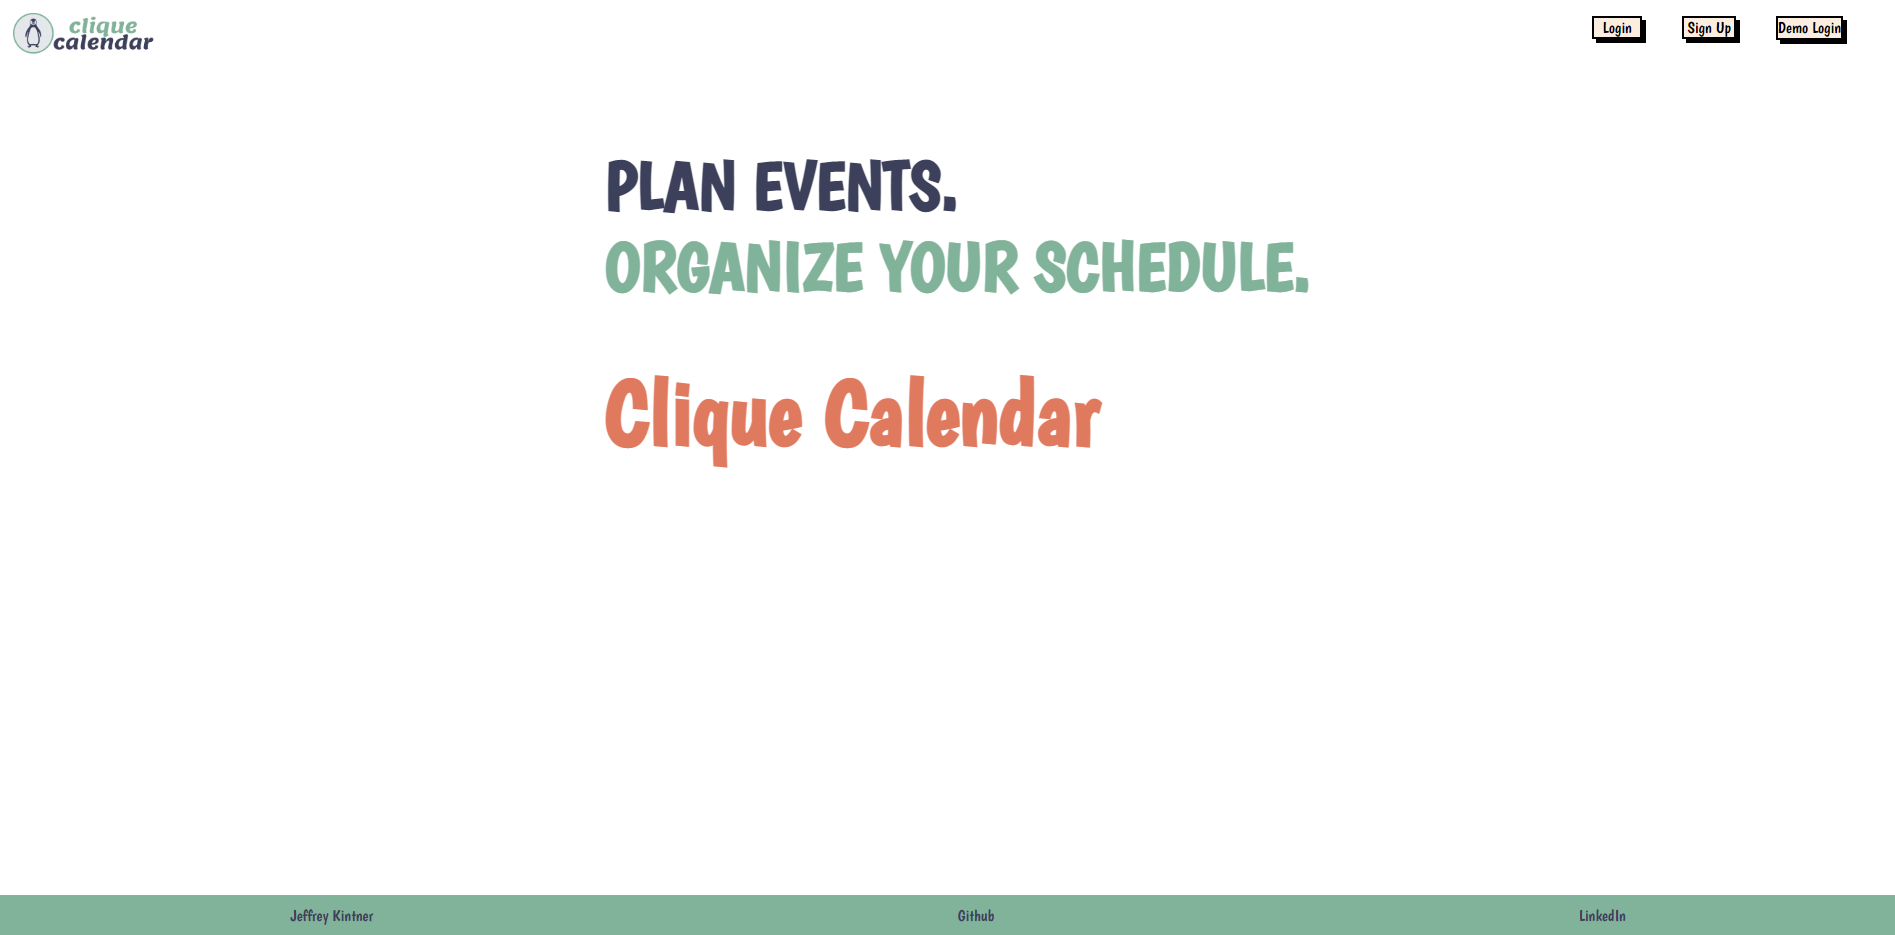 clique
calendar
Login
Sign Up
Demo Login
PLAN EVENTS.
ORGANIZE YOUR SCHEDULE.
Clique Calendar
Jeffrey Kintner
Github
LinkedIn